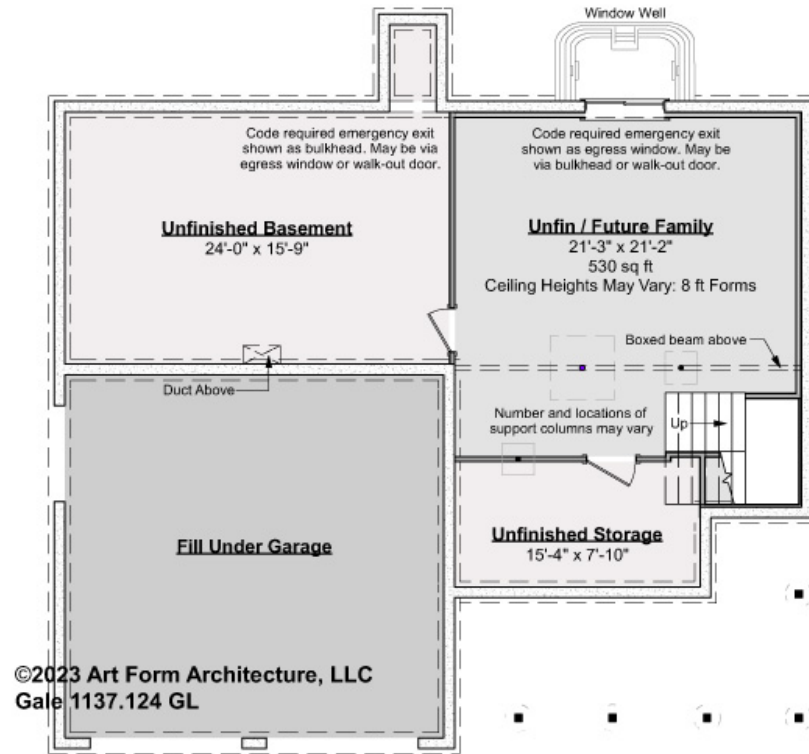 Window Well
Code required emergency exit
shown as bulkhead. May be via
egress window or walk-out door.
Code required emergency exit
shown as egress window. May be
via bulkhead or walk-out door.
Unfinished Basement
24'-0" x 15'-9"
Unfin / Future Family
21'-3" x 21'-2"
530 sq ft
Ceiling Heights May Vary: 8 ft Forms
Boxed beam above
Duct Above
Number and locations of
support columns may vary
Up
Fill Under Garage
Unfinished Storage
15'-4" x 7'-10"
©2023 Art Form Architecture, LLC
Gale 1137.124 GL